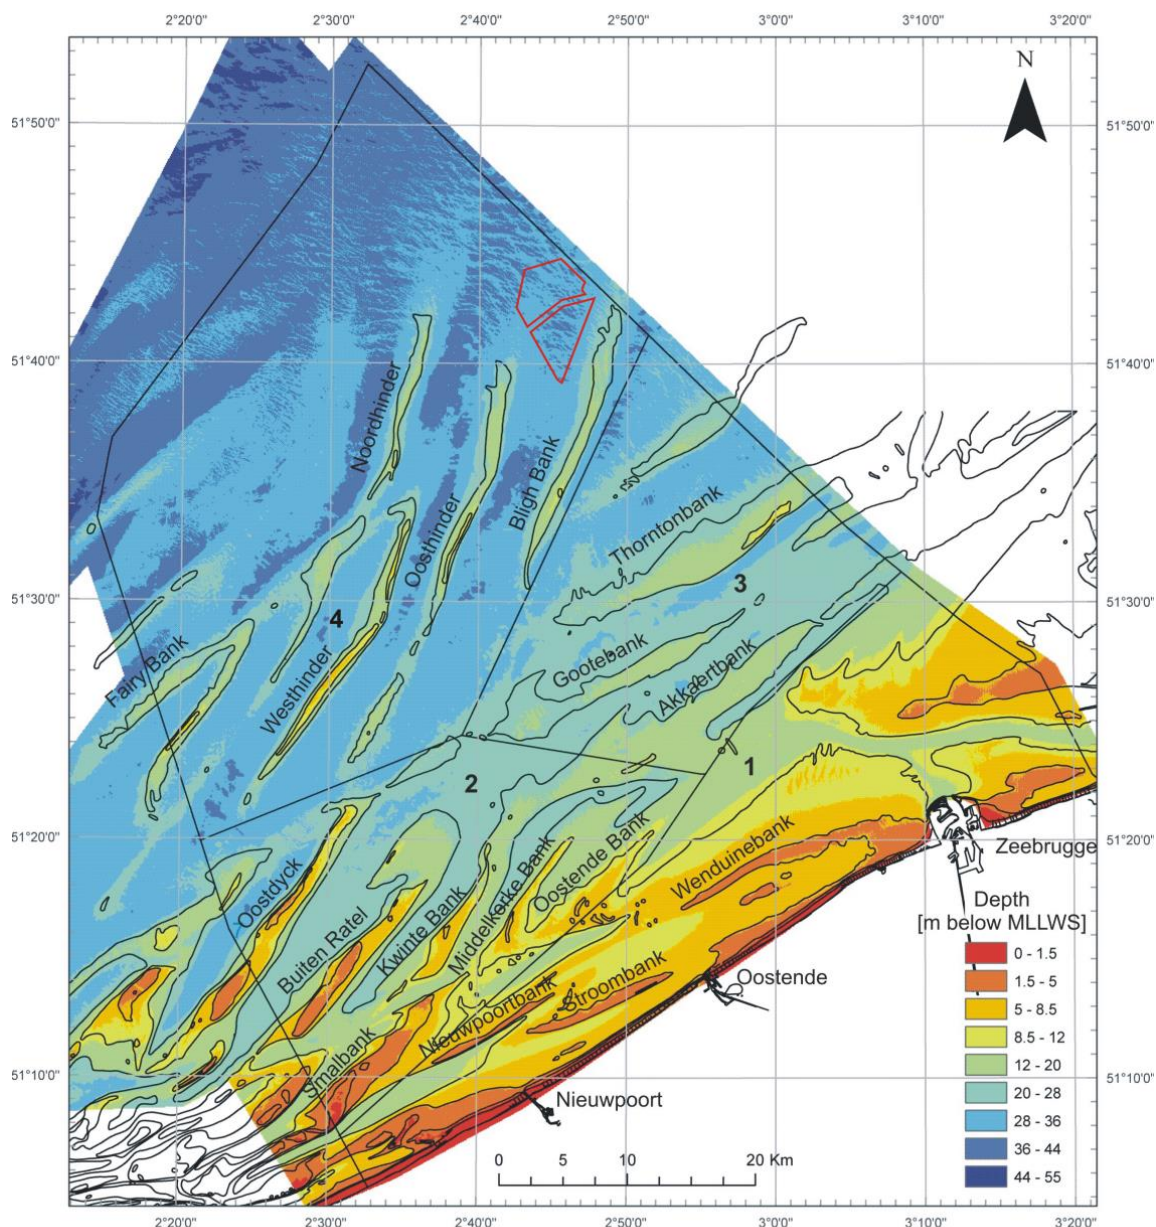 2°20'0" 2°30'0" 2°40'0" 2°50'0" 3°0'0" 3°10'0" 3°20'0"
N
51°50'0" 51°50'0"
51°40'0" 51°40'0"
Noordhinder
Oosthinder
Bligh Bank
Thorntonbank
3
51°30'0" 51°30'0"
4
Fairy Bank
Westhinder
Gootebank
Akkaertbank
2
1
51°20'0" 51°20'0"
Zeebrugge
Oostdyck
Buiten Ratel
Kwinte Bank
Middelkerke Bank
Oostende Bank
Wenduinebank
Nieuwpoortbank
Stroombank
Smalbank
Oostende
51°10'0" 51°10'0"
Nieuwpoort
Depth
[m below MLLWS]
0 - 1.5
1.5 - 5
5 - 8.5
8.5 - 12
12 - 20
20 - 28
28 - 36
36 - 44
44 - 55
0 5 10 20 Km
2°20'0" 2°30'0" 2°40'0" 2°50'0" 3°0'0" 3°10'0" 3°20'0"